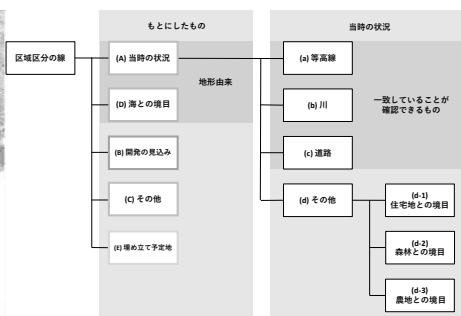 もとにしたもの
当時の状況
区域区分の線
(A) 当時の状況
(a) 等高線
地形由来
(D) 海との境目
(b) 川
一致していることが
確認できるもの
(B) 開発の見込み
(c) 道路
(C) その他
(d) その他
(d-1)
住宅地との境目
(E) 埋め立て予定地
(d-2)
森林との境目
(d-3)
農地との境目